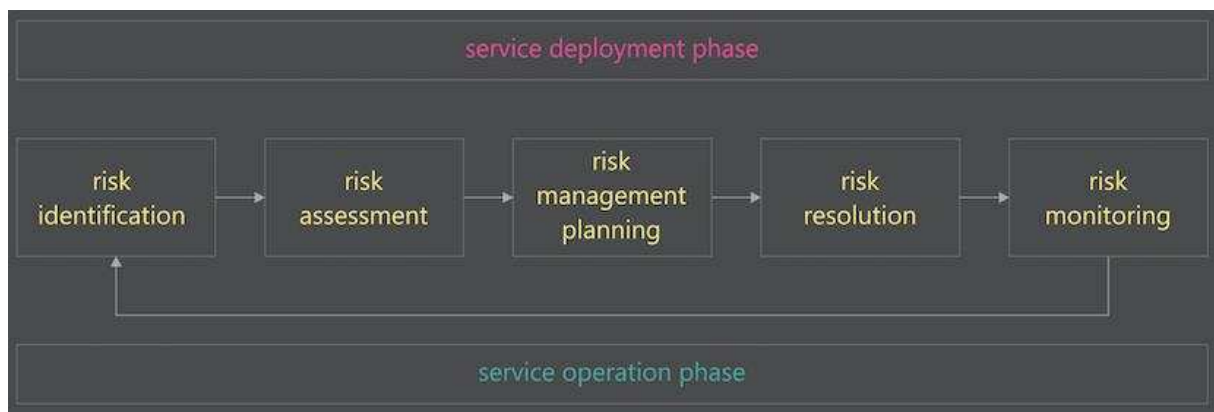 service deployment phase
risk
identification
risk
assessment
risk
management
planning
risk
resolution
risk
monitoring
service operation phase